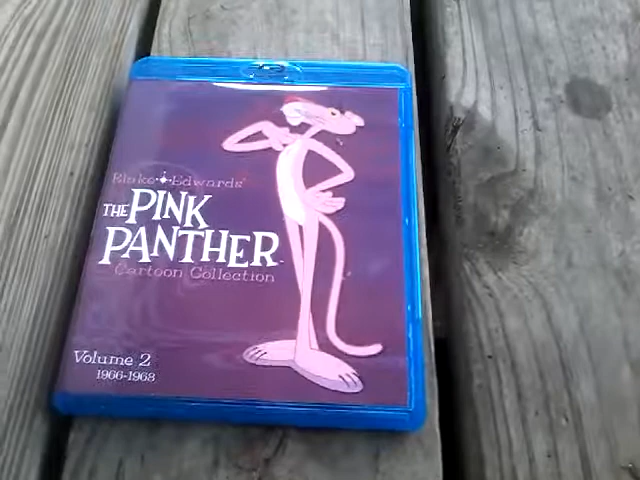 Blake Edwards'
THE PINK
PANTHER
Cartoon Collection
Volume 2
1966-1968